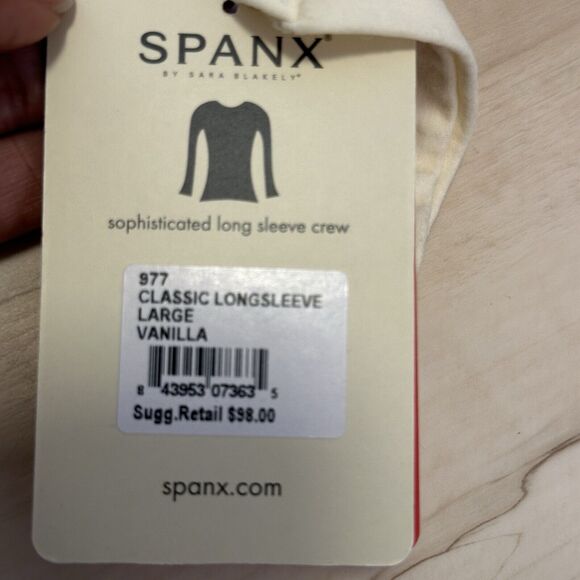 SPANX®
BY SARA BLAKELY®
sophisticated long sleeve crew
977
CLASSIC LONGSLEEVE
LARGE
VANILLA
8 43953 07363 5
Sugg.Retail $98.00
spanx.com